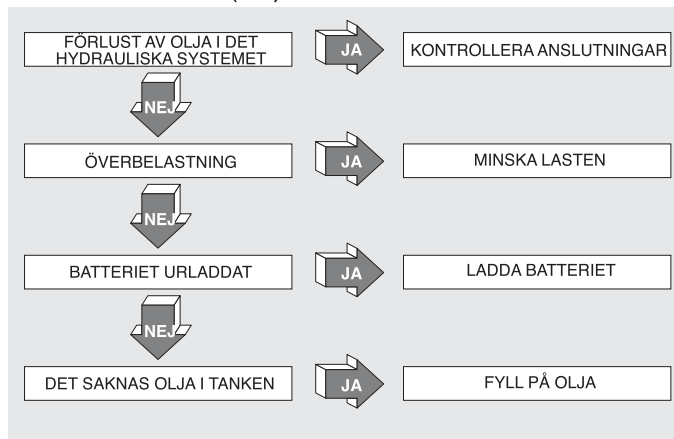 FÖRLUST AV OLJA I DET
HYDRAULISKA SYSTEMET
JA
KONTROLLERA ANSLUTNINGAR
NEJ
ÖVERBELASTNING
JA
MINSKA LASTEN
NEJ
BATTERIET URLADDAT
JA
LADDA BATTERIET
NEJ
DET SAKNAS OLJA I TANKEN
JA
FYLL PÅ OLJA